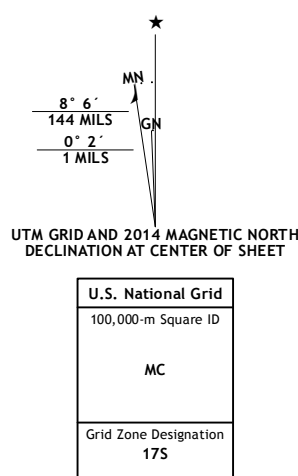 ★
MN
GN
8° 6´
144 MILS
0° 2´
1 MILS
UTM GRID AND 2014 MAGNETIC NORTH
DECLINATION AT CENTER OF SHEET
U.S. National Grid
100,000-m Square ID
MC
Grid Zone Designation
17S